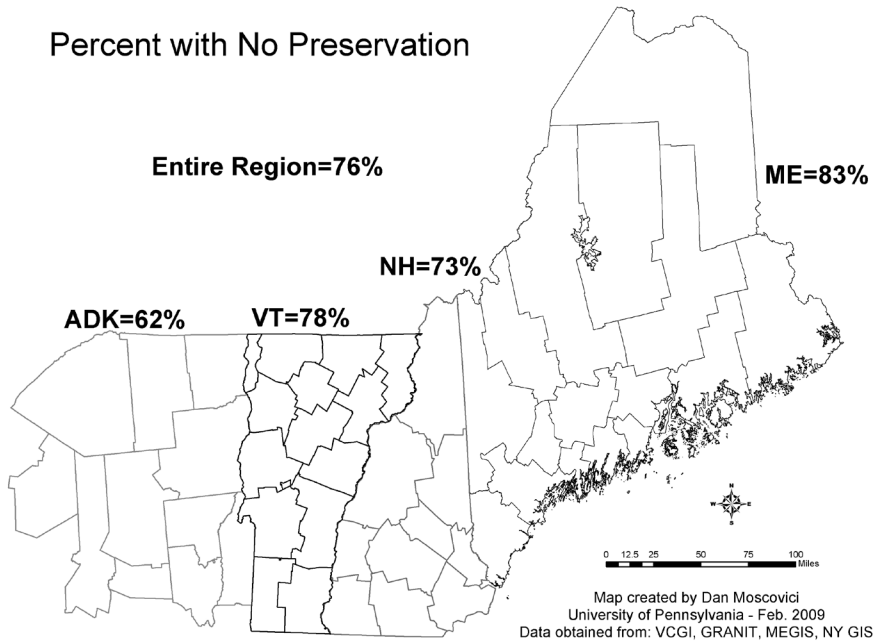 Percent with No Preservation
Entire Region=76%
ME=83%
NH=73%
ADK=62%
VT=78%
N
W E
S
0 12.5 25 50 75 100
Miles
Map created by Dan Moscovici
University of Pennsylvania - Feb. 2009
Data obtained from: VCGI, GRANIT, MEGIS, NY GIS